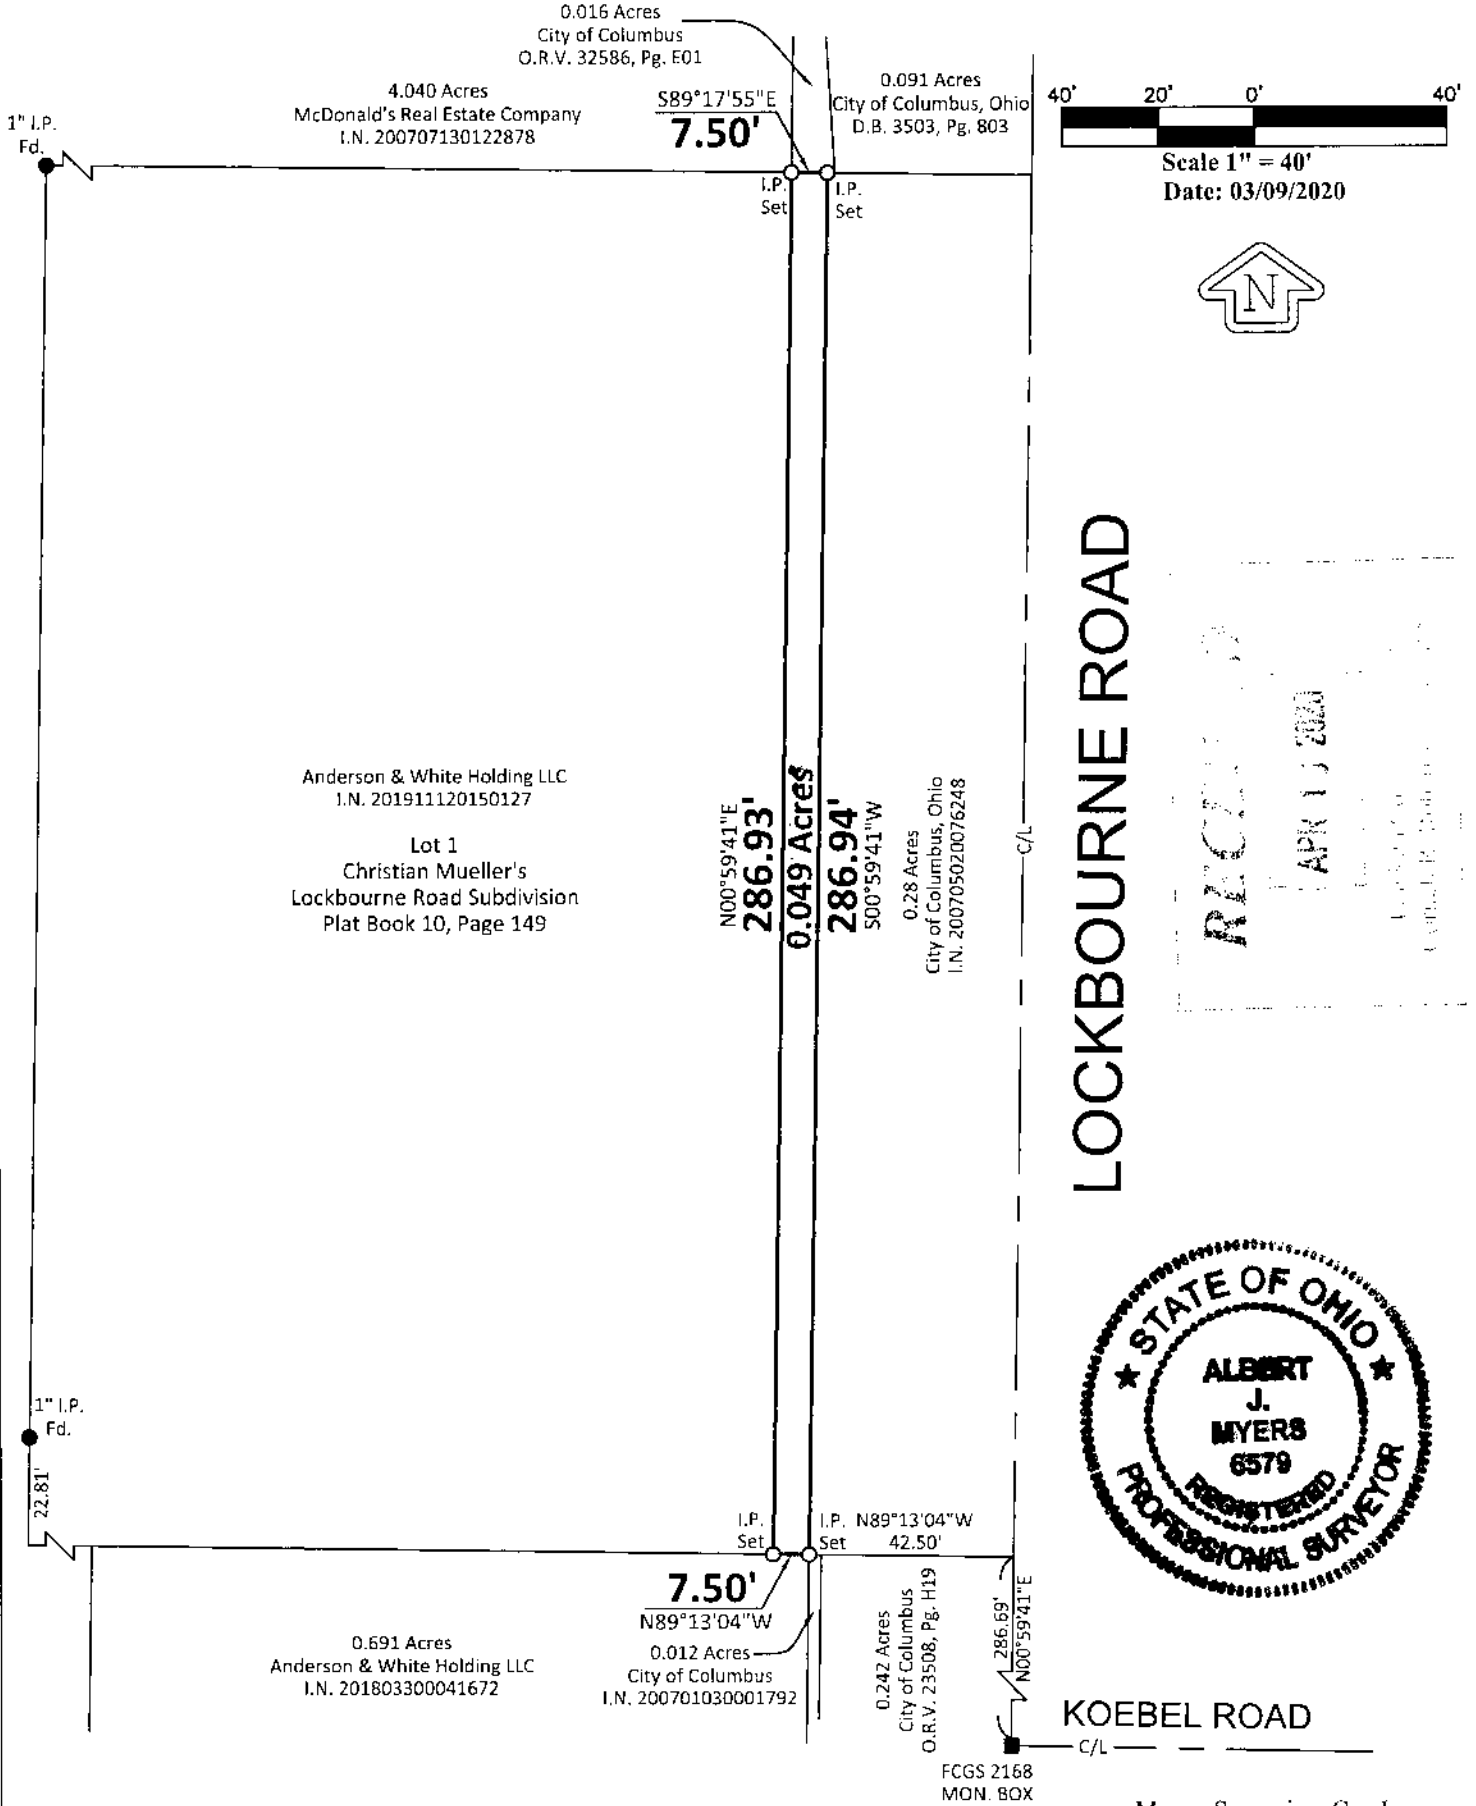 0.016 Acres
City of Columbus
O.R.V. 32586, Pg. E01
4.040 Acres
McDonald's Real Estate Company
I.N. 200707130122878
S89°17'55"E
7.50'
0.091 Acres
City of Columbus, Ohio
D.B. 3503, Pg. 803
40' 20' 0' 40'
Scale 1" = 40'
Date: 03/09/2020
1" I.P.
Fd.
I.P.
Set
I.P.
Set
N
Anderson & White Holding LLC
I.N. 201911120150127
Lot 1
Christian Mueller's
Lockbourne Road Subdivision
Plat Book 10, Page 149
N00°59'41"E
286.93'
0.049 Acres
286.94'
S00°59'41"W
0.28 Acres
City of Columbus, Ohio
I.N. 200705020076248
C/L
LOCKBOURNE ROAD
APR 2020
STATE OF OHIO
ALBERT
J.
MYERS
6579
REGISTERED
PROFESSIONAL SURVEYOR
1" I.P.
Fd.
22.81'
I.P.
Set
I.P.
Set
N89°13'04"W
42.50'
7.50'
N89°13'04"W
0.691 Acres
Anderson & White Holding LLC
I.N. 201803300041672
0.012 Acres
City of Columbus
I.N. 200701030001792
0.242 Acres
City of Columbus
O.R.V. 23508, Pg. H19
286.69'
N00°59'41"E
KOEBEL ROAD
C/L
FCGS 2168
MON. BOX